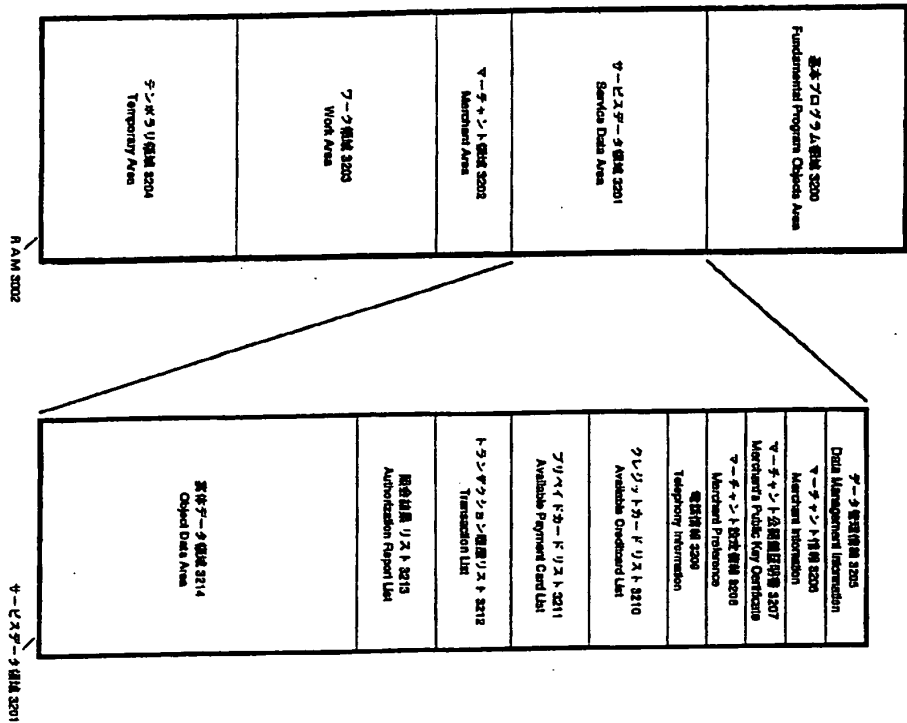 基本プログラム領域 3200
Fundamental Program Objects Area
サービスデータ領域 3201
Service Data Area
マーチャント領域 3202
Merchant Area
ワーク領域 3203
Work Area
テンポラリ領域 3204
Temporary Area
RAM 3002
データ管理情報 3205
Data Management Information
マーチャント情報 3206
Merchant Infomation
マーチャント公開鍵証明書 3207
Merchant's Public Key Certificate
マーチャント設定情報 3208
Merchant Preference
電話情報 3209
Telephony Information
クレジットカード リスト 3210
Available Creditcard List
プリペイドカード リスト 3211
Available Payment Card List
トランザクション履歴リスト 3212
Transaction List
照会結果 リスト 3213
Authorization Report List
実体データ領域 3214
Object Data Area
サービスデータ領域 3201